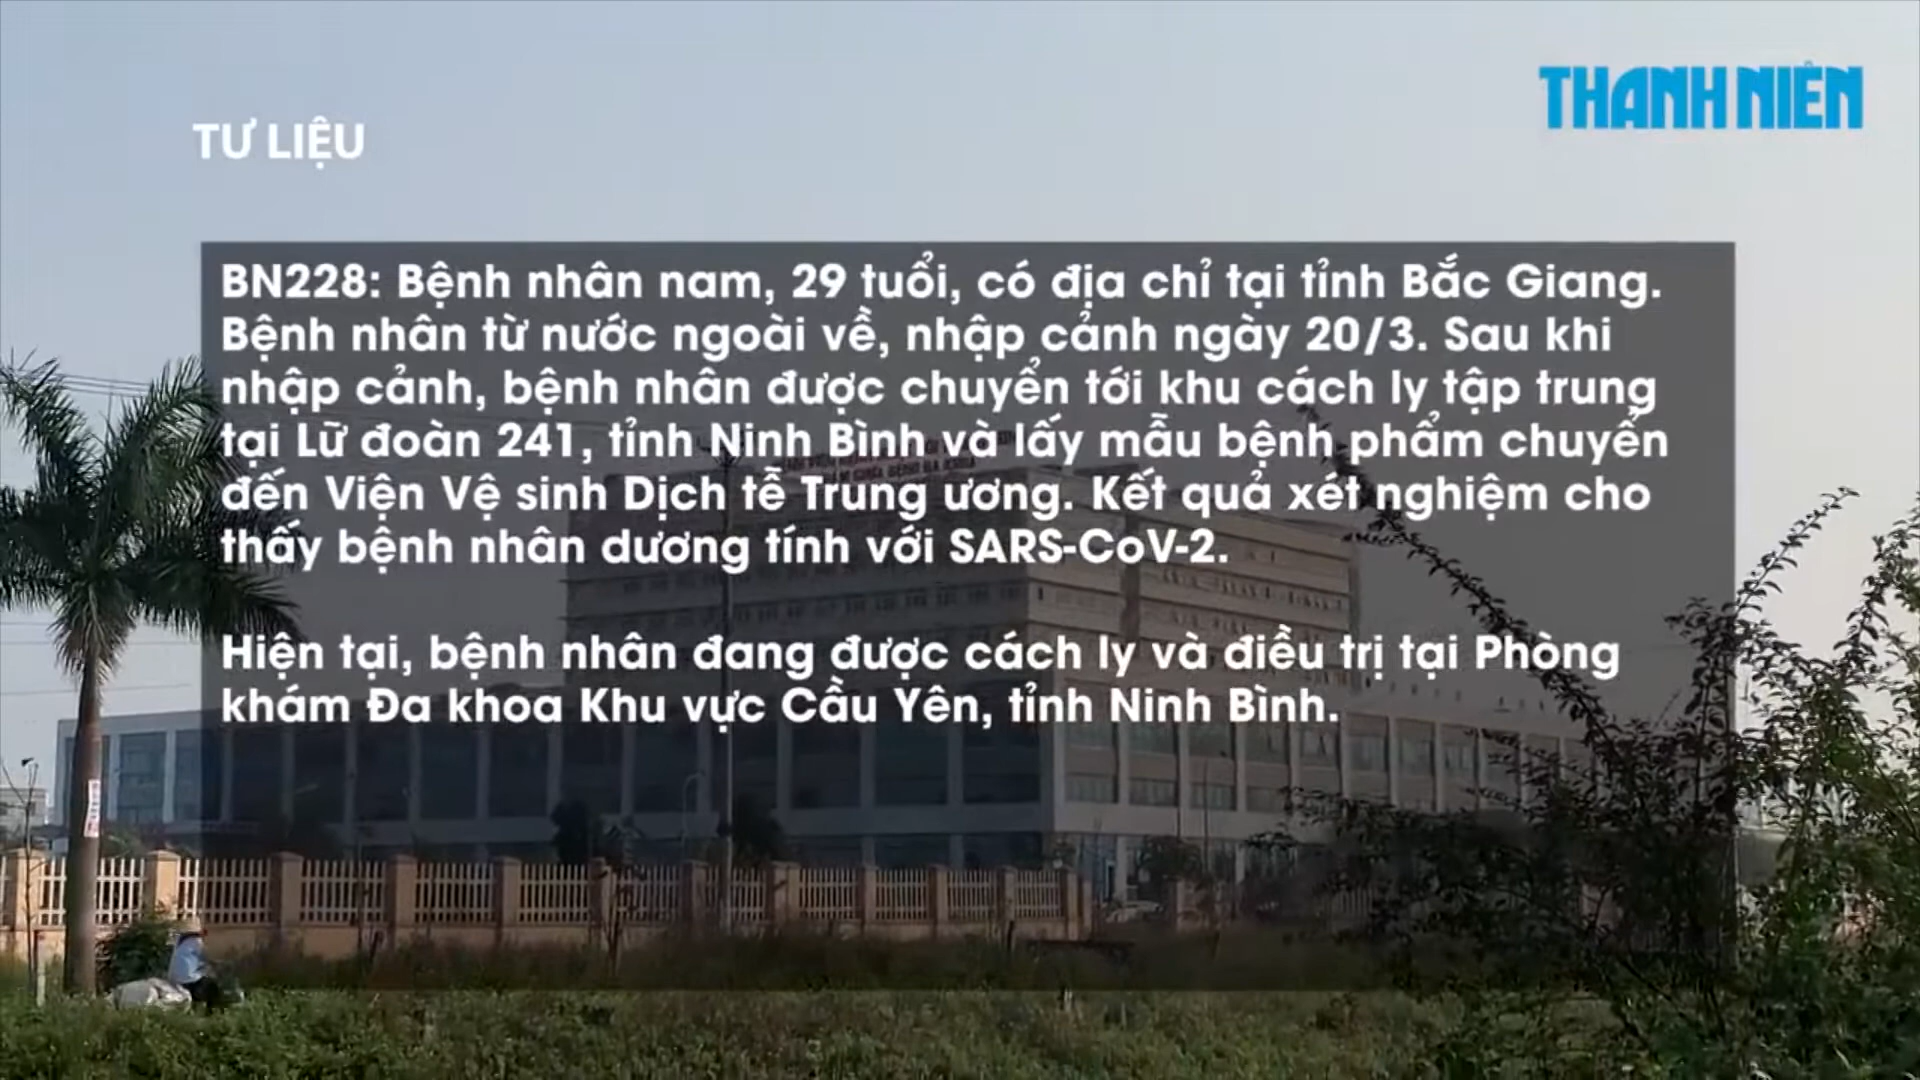 THANH NIÊN
TƯ LIỆU
BN228: Bệnh nhân nam, 29 tuổi, có địa chỉ tại tỉnh Bắc Giang.
Bệnh nhân từ nước ngoài về, nhập cảnh ngày 20/3. Sau khi
nhập cảnh, bệnh nhân được chuyển tới khu cách ly tập trung
tại Lữ đoàn 241, tỉnh Ninh Bình và lấy mẫu bệnh phẩm chuyển
đến Viện Vệ sinh Dịch tễ Trung ương. Kết quả xét nghiệm cho
thấy bệnh nhân dương tính với SARS-CoV-2.
Hiện tại, bệnh nhân đang được cách ly và điều trị tại Phòng
khám Đa khoa Khu vực Cầu Yên, tỉnh Ninh Bình.